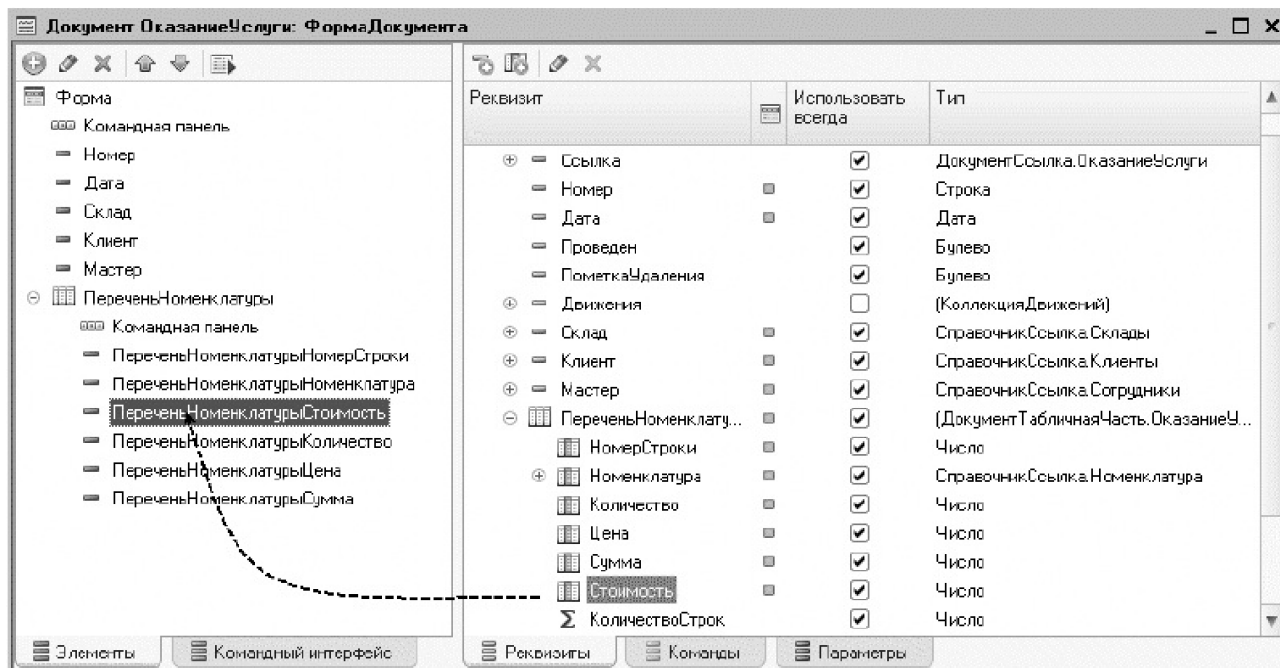 Документ ОказаниеУслуги: ФормаДокумента
Форма
Командная панель
Номер
Дата
Склад
Клиент
Мастер
ПереченьНоменклатуры
Командная панель
ПереченьНоменклатурыНомерСтроки
ПереченьНоменклатурыНоменклатура
ПереченьНоменклатурыСтоимость
ПереченьНоменклатурыКоличество
ПереченьНоменклатурыЦена
ПереченьНоменклатурыСумма
Элементы Командный интерфейс
Реквизит Использовать всегда Тип
Ссылка ДокументСсылка.ОказаниеУслуги
Номер Строка
Дата Дата
Проведен Булево
ПометкаУдаления Булево
Движения (КоллекцияДвижений)
Склад СправочникСсылка.Склады
Клиент СправочникСсылка.Клиенты
Мастер СправочникСсылка.Сотрудники
ПереченьНоменклату... (ДокументТабличнаяЧасть.ОказаниеУ...
НомерСтроки Число
Номенклатура СправочникСсылка.Номенклатура
Количество Число
Цена Число
Сумма Число
Стоимость Число
Σ КоличествоСтрок Число
Реквизиты Команды Параметры